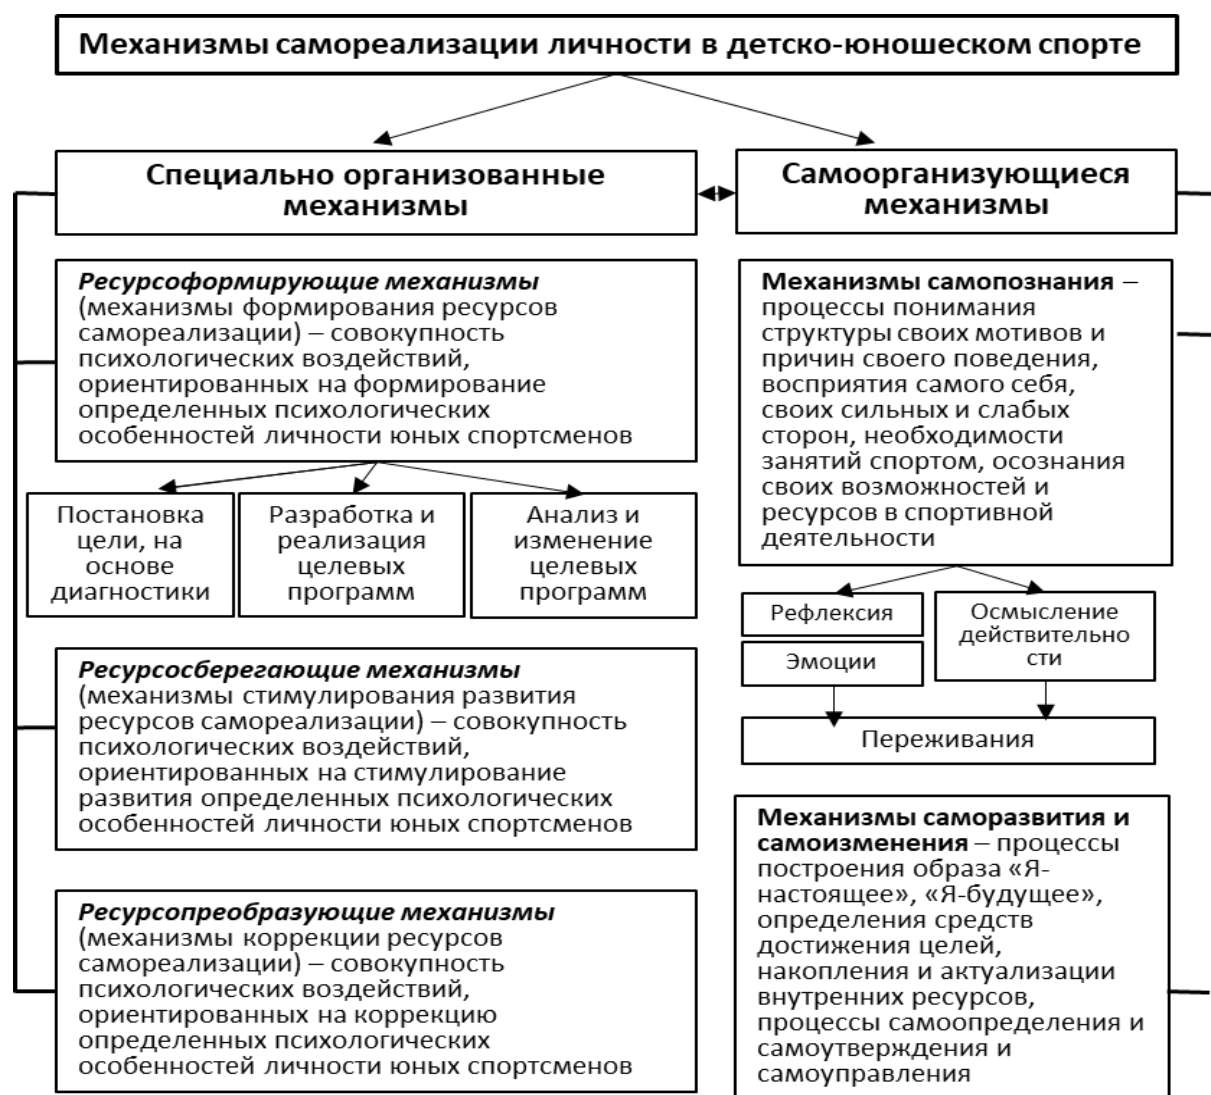 Механизмы самореализации личности в детско-юношеском спорте
Специально организованные
механизмы
Ресурсоформирующие механизмы
(механизмы формирования ресурсов
самореализации) – совокупность
психологических воздействий,
ориентированных на формирование
определенных психологических
особенностей личности юных спортсменов
Постановка
цели, на
основе
диагностики
Разработка и
реализация
целевых
программ
Анализ и
изменение
целевых
программ
Ресурсосберегающие механизмы
(механизмы стимулирования развития
ресурсов самореализации) – совокупность
психологических воздействий,
ориентированных на стимулирование
развития определенных психологических
особенностей личности юных спортсменов
Ресурсопреобразующие механизмы
(механизмы коррекции ресурсов
самореализации) – совокупность
психологических воздействий,
ориентированных на коррекцию
определенных психологических
особенностей личности юных спортсменов
Самоорганизующиеся
механизмы
Механизмы самопознания –
процессы понимания
структуры своих мотивов и
причин своего поведения,
восприятия самого себя,
своих сильных и слабых
сторон, необходимости
занятий спортом, осознания
своих возможностей и
ресурсов в спортивной
деятельности
Рефлексия
Эмоции
Осмысление
действительно
сти
Переживания
Механизмы саморазвития и
самоизменения – процессы
построения образа «Я-
настоящее», «Я-будущее»,
определения средств
достижения целей,
накопления и актуализации
внутренних ресурсов,
процессы самоопределения и
самоутверждения и
самоуправления